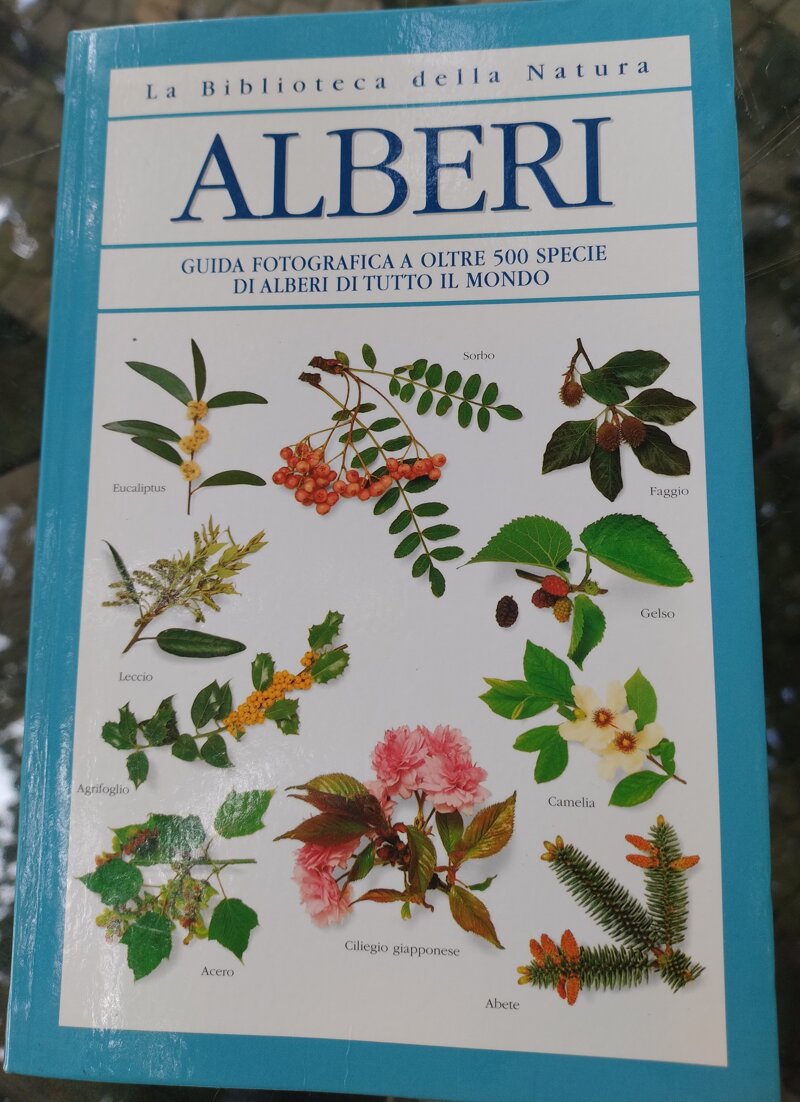 La Biblioteca della Natura
ALBERI
GUIDA FOTOGRAFICA A OLTRE 500 SPECIE
DI ALBERI DI TUTTO IL MONDO
Sorbo
Eucaliptus
Faggio
Gelso
Leccio
Agrifoglio
Camelia
Ciliegio giapponese
Acero
Abete